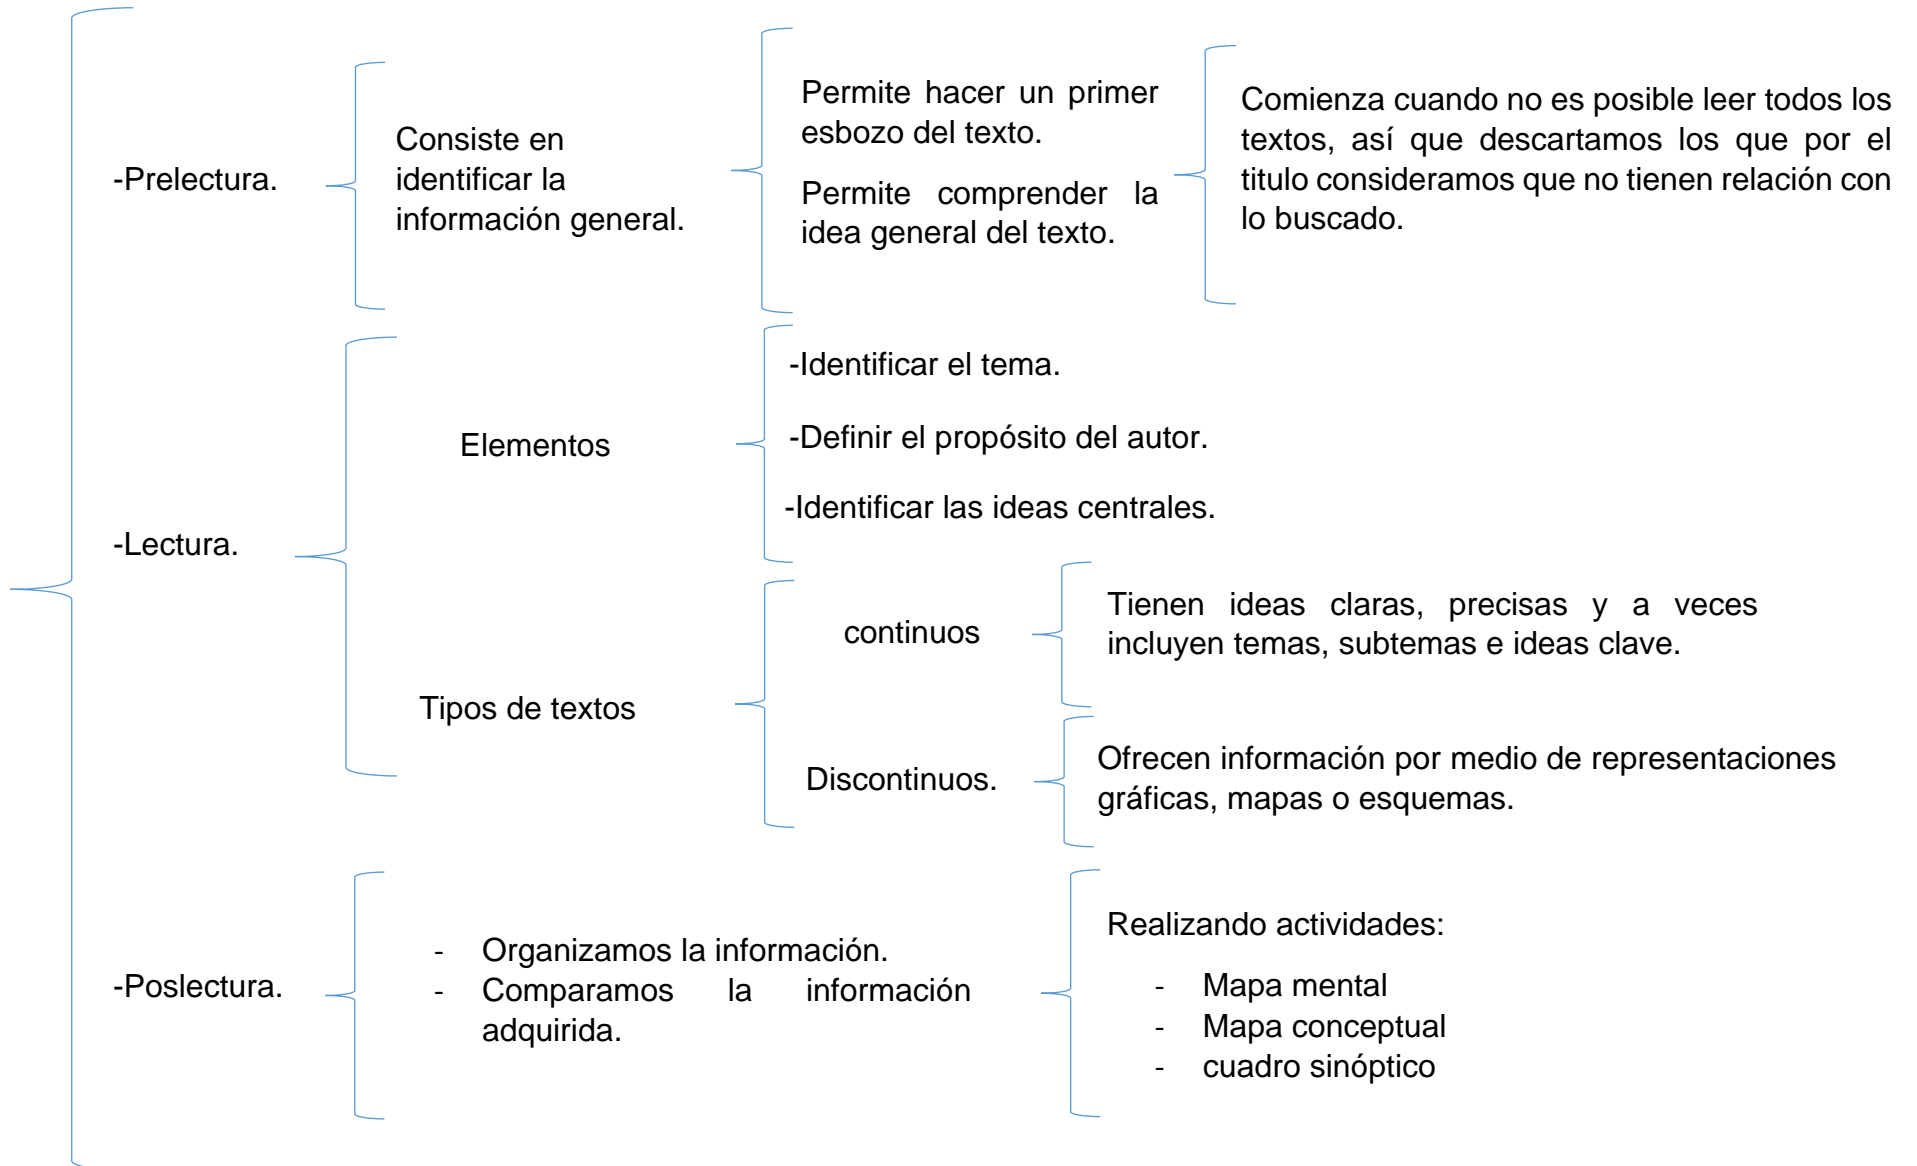 -Prelectura.
Consiste en
identificar la
información general.
Permite hacer un primer
esbozo del texto.
Permite comprender la
idea general del texto.
Comienza cuando no es posible leer todos los
textos, así que descartamos los que por el
titulo consideramos que no tienen relación con
lo buscado.
-Lectura.
Elementos
-Identificar el tema.
-Definir el propósito del autor.
-Identificar las ideas centrales.
Tipos de textos
continuos
Tienen ideas claras, precisas y a veces
incluyen temas, subtemas e ideas clave.
Discontinuos.
Ofrecen información por medio de representaciones
gráficas, mapas o esquemas.
-Poslectura.
- Organizamos la información.
- Comparamos la información
adquirida.
Realizando actividades:
- Mapa mental
- Mapa conceptual
- cuadro sinóptico